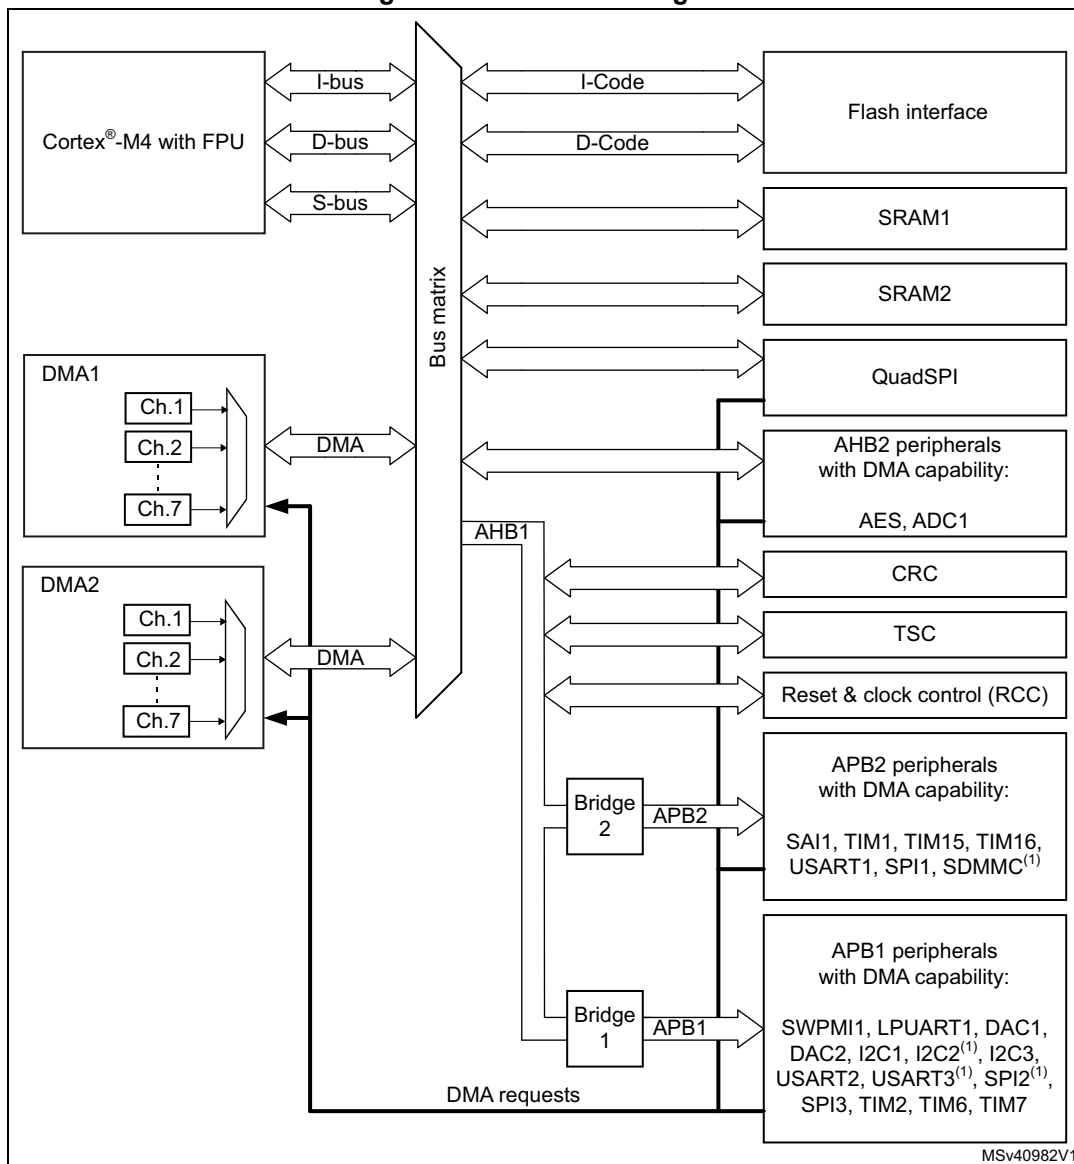 Cortex®-M4 with FPU
I-bus
D-bus
S-bus
Bus matrix
I-Code
D-Code
Flash interface
SRAM1
SRAM2
QuadSPI
DMA1
Ch.1
Ch.2
Ch.7
DMA
AHB2 peripherals
with DMA capability:
AES, ADC1
AHB1
DMA2
Ch.1
Ch.2
Ch.7
DMA
CRC
TSC
Reset & clock control (RCC)
Bridge
2
APB2
APB2 peripherals
with DMA capability:
SAI1, TIM1, TIM15, TIM16,
USART1, SPI1, SDMMC(1)
Bridge
1
APB1
APB1 peripherals
with DMA capability:
SWPMI1, LPUART1, DAC1,
DAC2, I2C1, I2C2(1), I2C3,
USART2, USART3(1), SPI2(1),
SPI3, TIM2, TIM6, TIM7
DMA requests
MSv40982V1